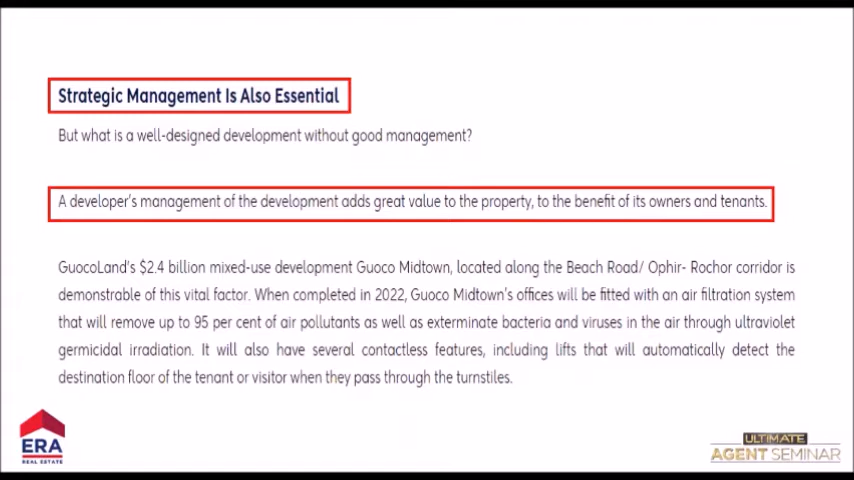 Strategic Management Is Also Essential
But what is a well-designed development without good management?
A developer's management of the development adds great value to the property, to the benefit of its owners and tenants.
GuocoLand's $2.4 billion mixed-use development Guoco Midtown, located along the Beach Road/ Ophir- Rochor corridor is
demonstrable of this vital factor. When completed in 2022, Guoco Midtown's offices will be fitted with an air filtration system
that will remove up to 95 per cent of air pollutants as well as exterminate bacteria and viruses in the air through ultraviolet
germicidal irradiation. It will also have several contactless features, including lifts that will automatically detect the
destination floor of the tenant or visitor when they pass through the turnstiles.
ERA
REAL ESTATE
ULTIMATE
AGENT SEMINAR